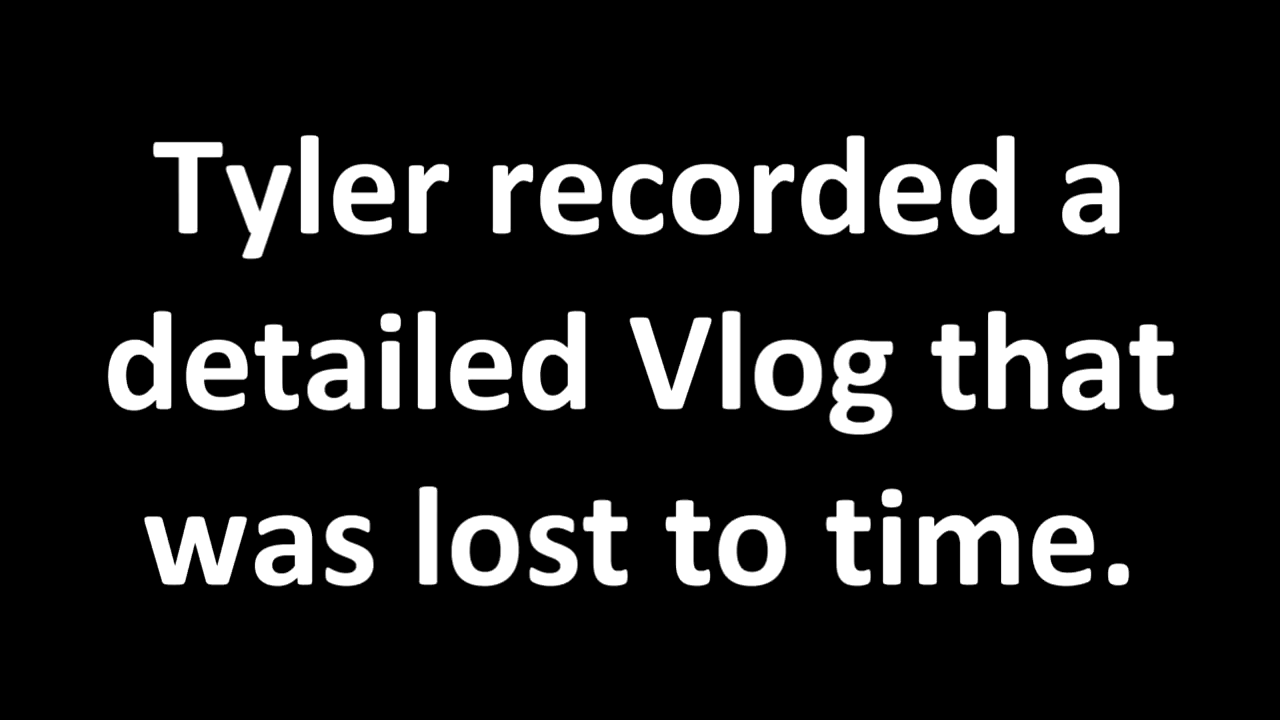 Tyler recorded a
detailed Vlog that
was lost to time.